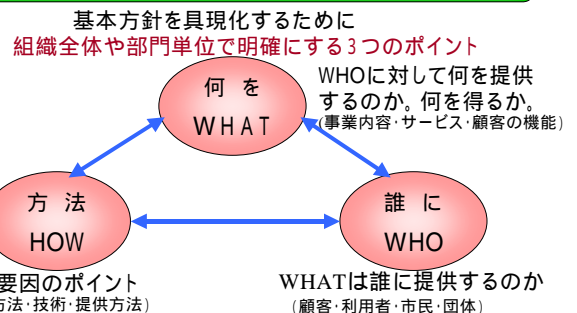 基本方針を具現化するために
組織全体や部門単位で明確にする3つのポイント
何 を
WHAT
WHOに対して何を提供
するのか。何を得るか。
(事業内容・サービス・顧客の機能)
方 法
HOW
誰 に
WHO
要因のポイント
方法・技術・提供方法)
WHATは誰に提供するのか
(顧客・利用者・市民・団体)